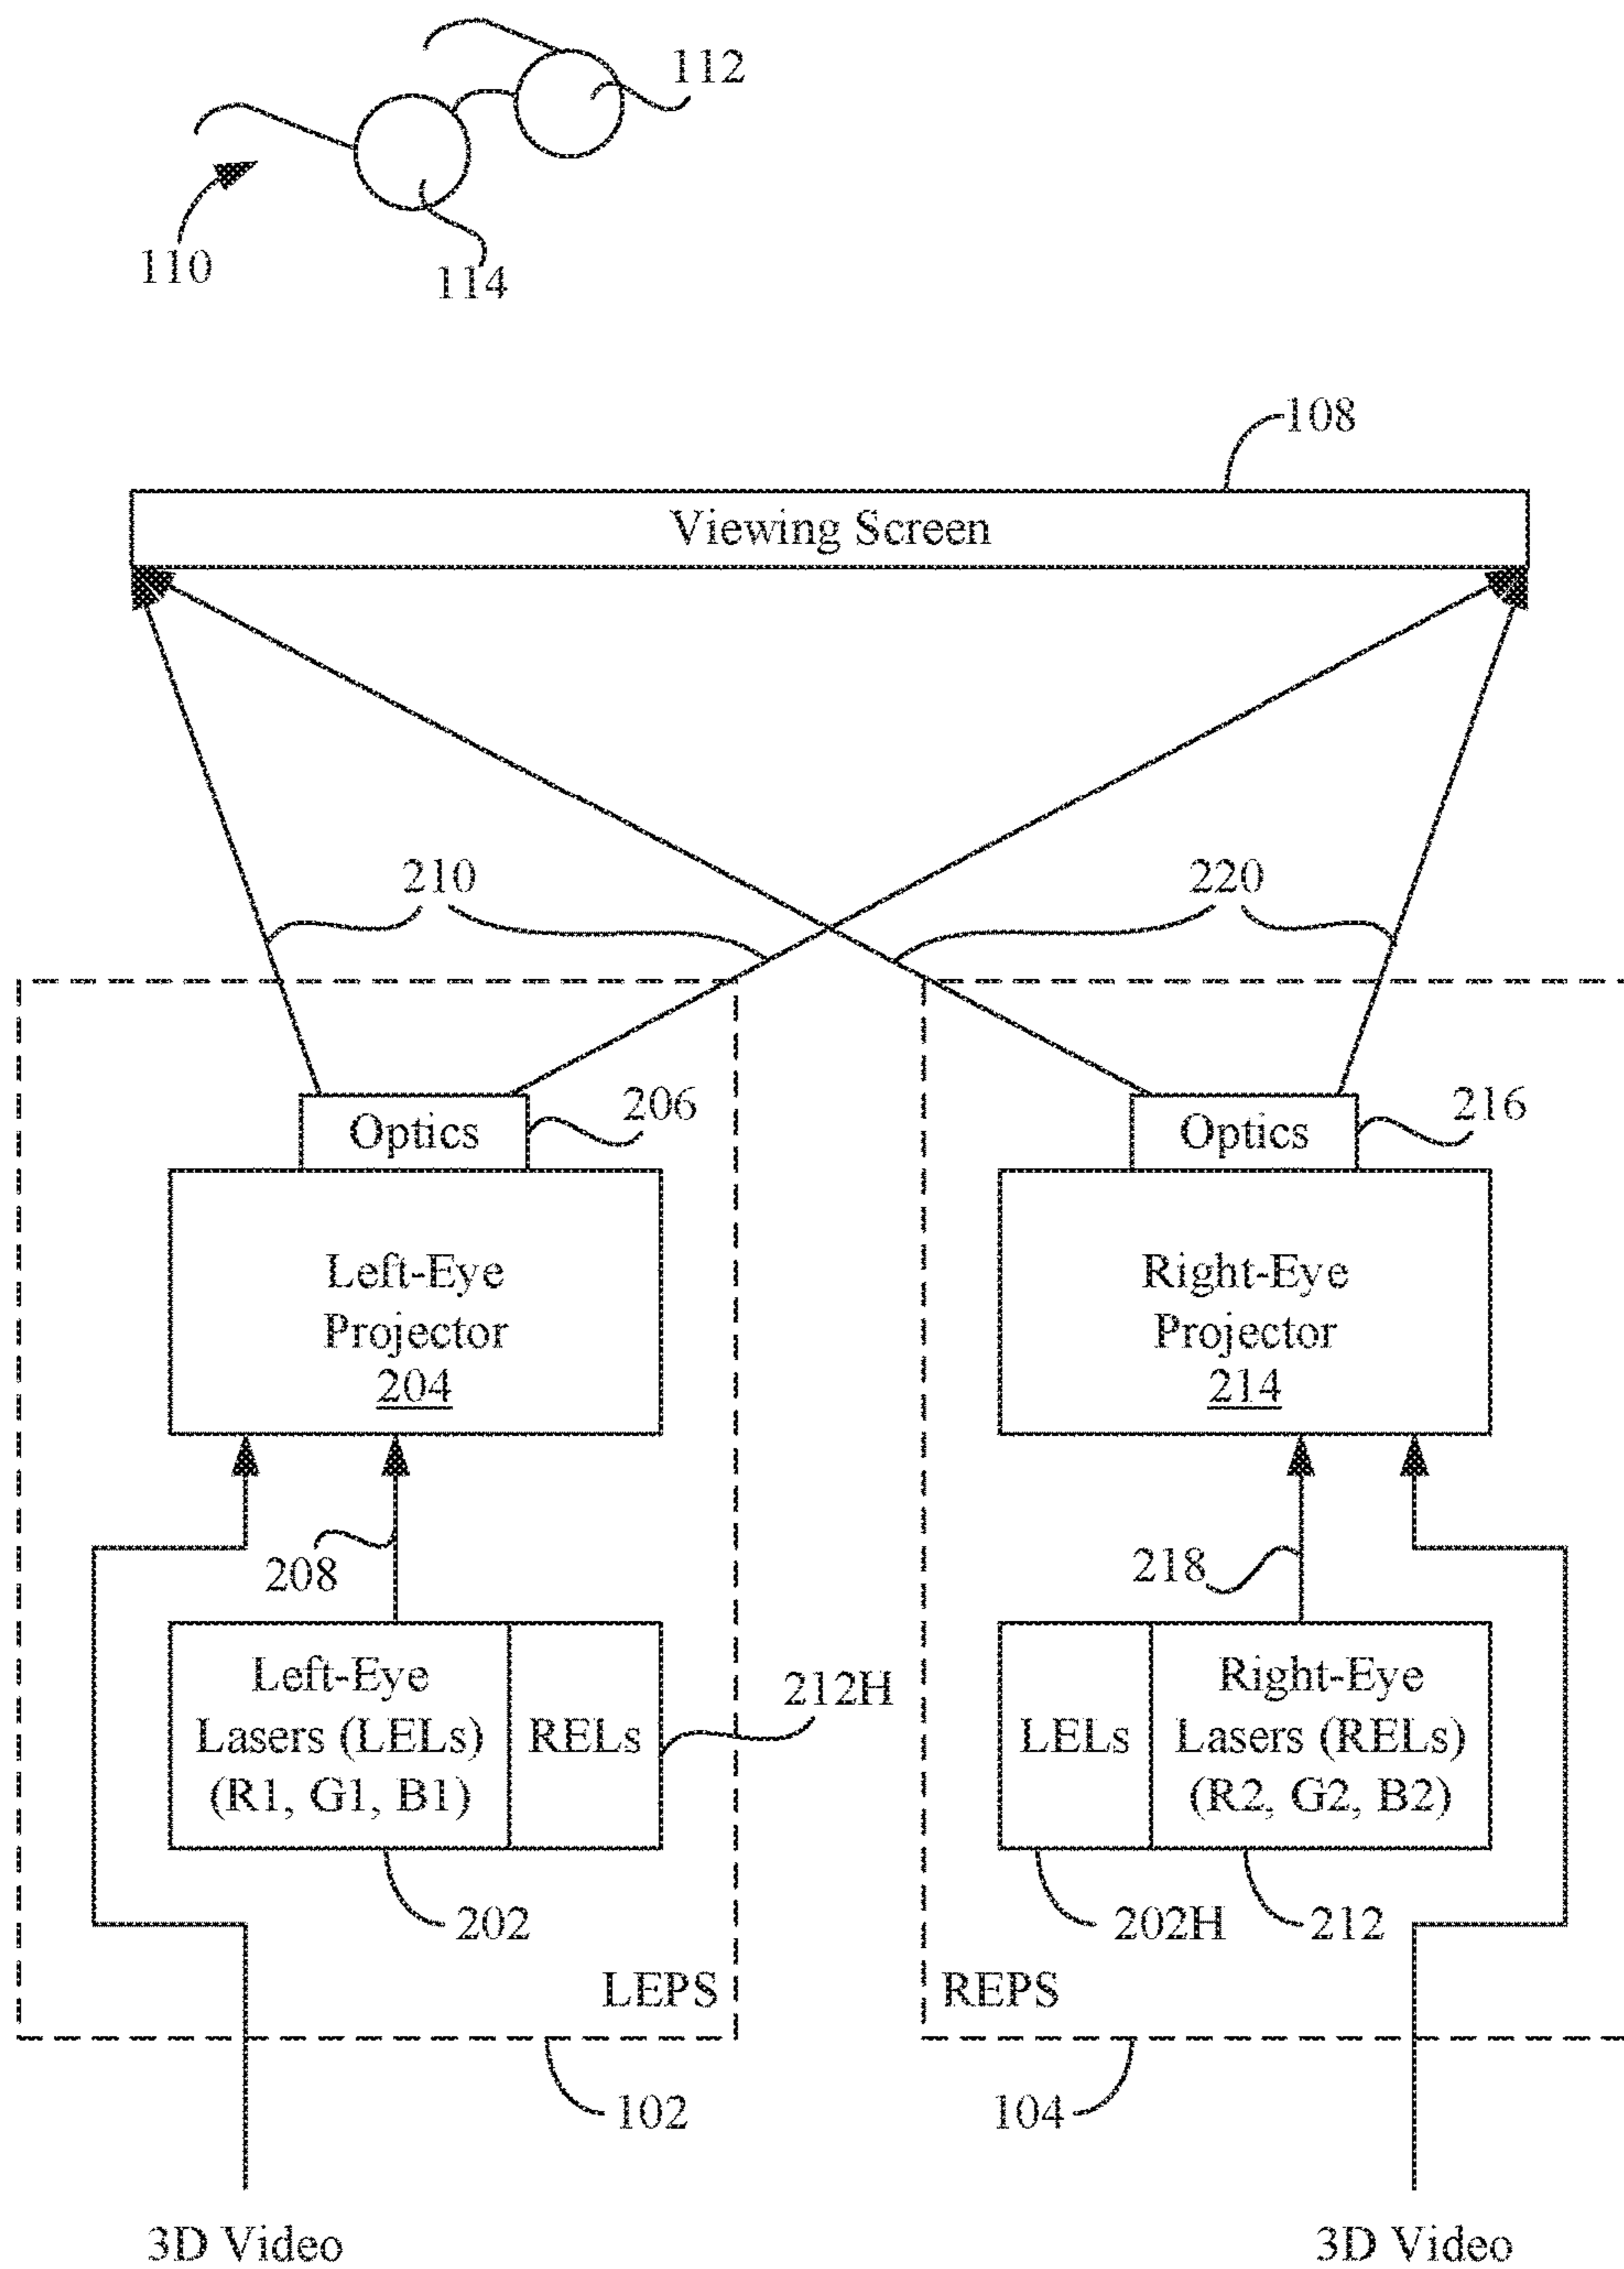 112
110
114
108
Viewing Screen
210
220
Optics
206
Optics
216
Left-Eye
Projector
204
Right-Eye
Projector
214
208
218
Left-Eye
Lasers (LELs)
(R1, G1, B1)
RELs
212H
LELs
Right-Eye
Lasers (RELs)
(R2, G2, B2)
202
202H
212
LEPS
REPS
102
104
3D Video
3D Video